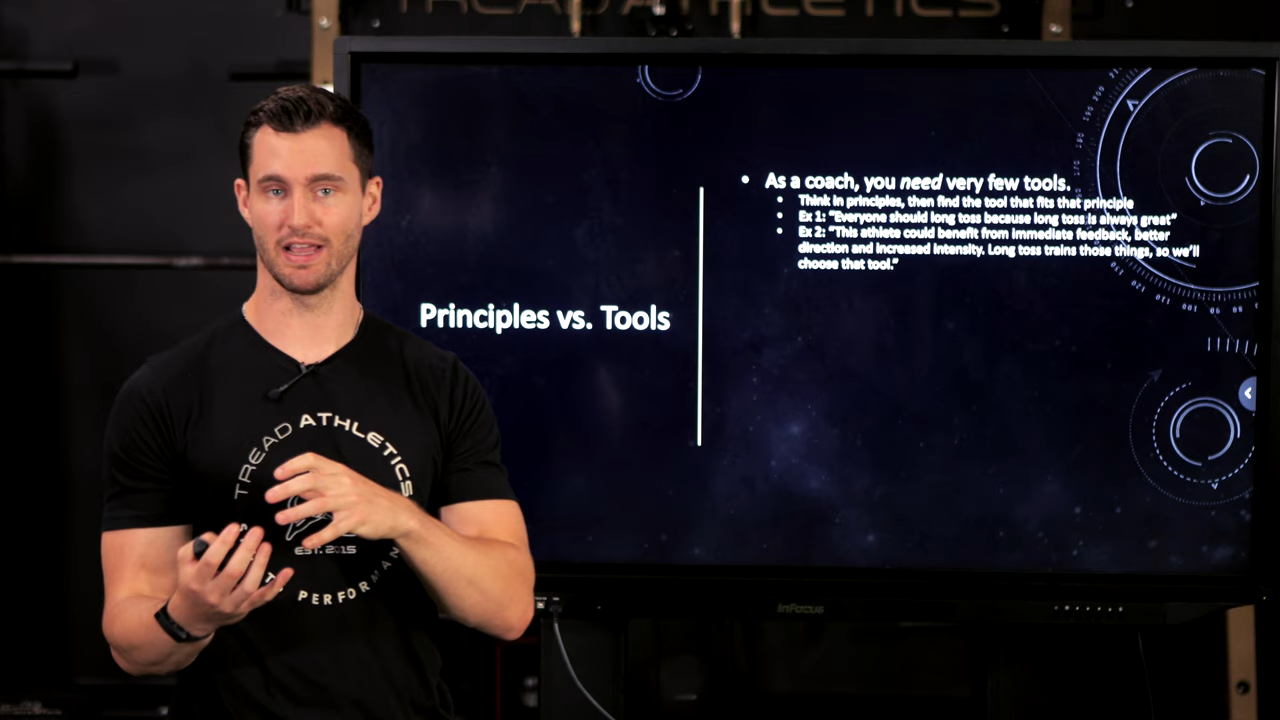 TREAD ATHLETICS
As a coach, you need very few tools.
Think in principles, then find the tool that fits that principle
Ex 1: “Everyone should long toss because long toss is always great”
Ex 2: “This athlete could benefit from immediate feedback, better
direction and increased intensity. Long toss trains those things, so we’ll
choose that tool.”
Principles vs. Tools
TREAD ATHLETICS
EST. 2015
PERFORMAN
InFocus